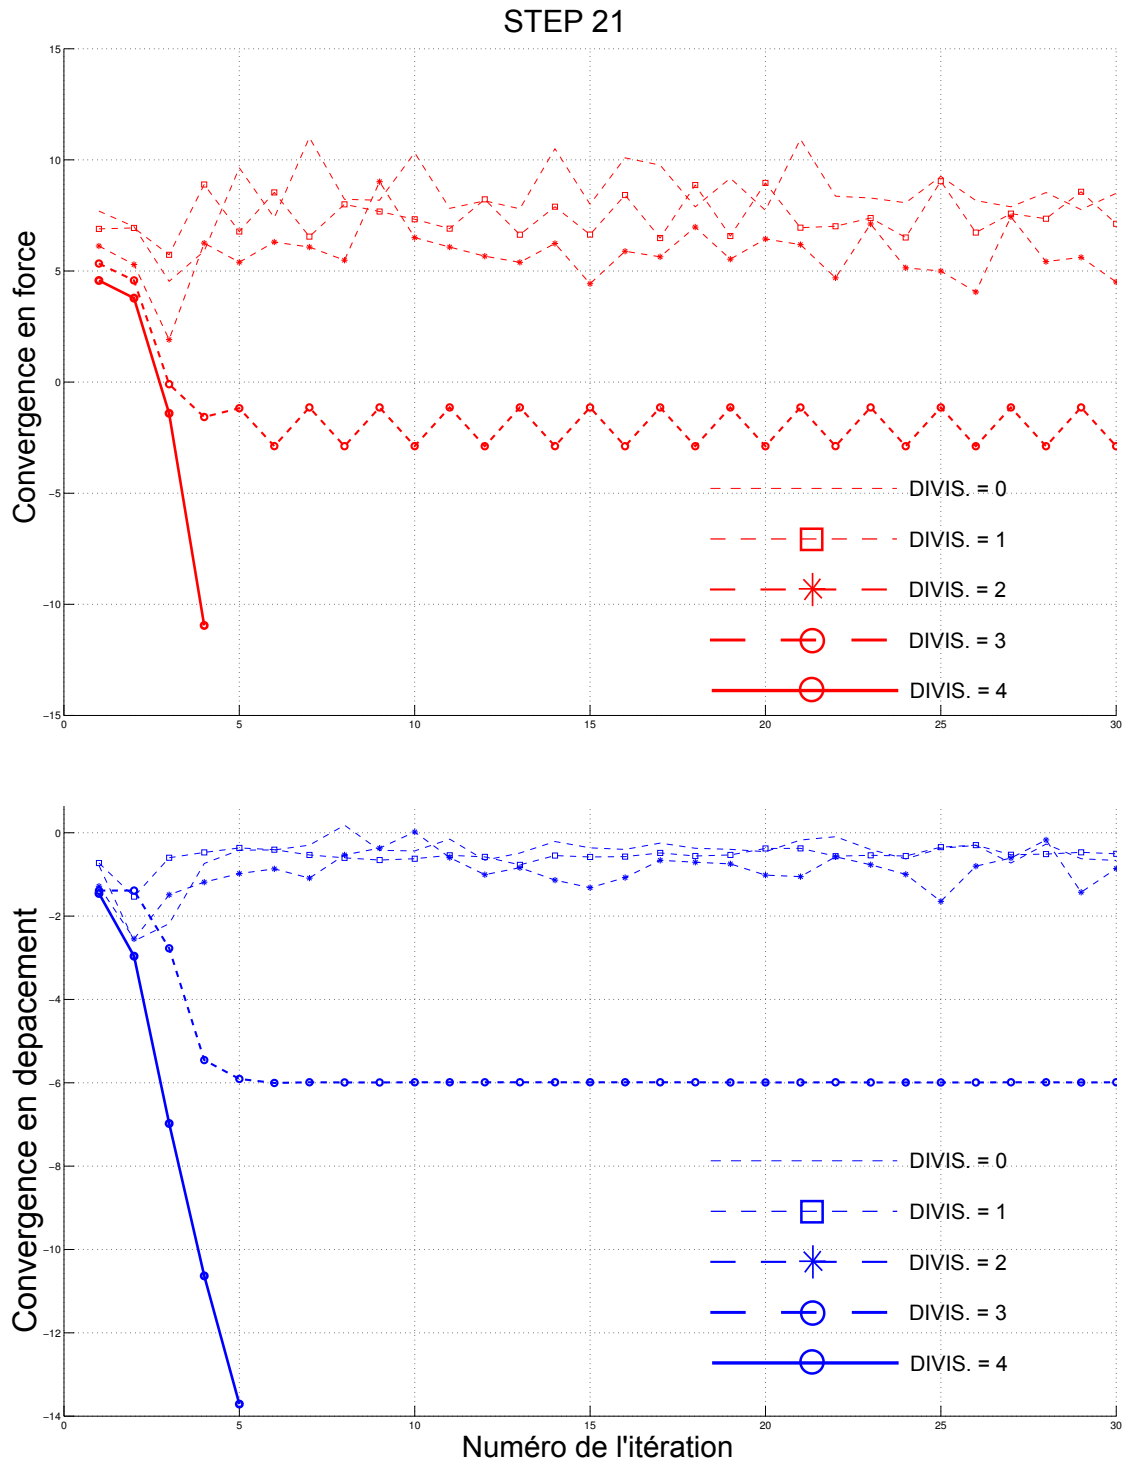 STEP 21
15
10
5
0
−5
−10
−15
Convergence en force
DIVIS. = 0
DIVIS. = 1
DIVIS. = 2
DIVIS. = 3
DIVIS. = 4
0 5 10 15 20 25 30
0
−2
−4
−6
−8
−10
−12
−14
Convergence en depacement
DIVIS. = 0
DIVIS. = 1
DIVIS. = 2
DIVIS. = 3
DIVIS. = 4
0 5 10 15 20 25 30
Numéro de l'itération